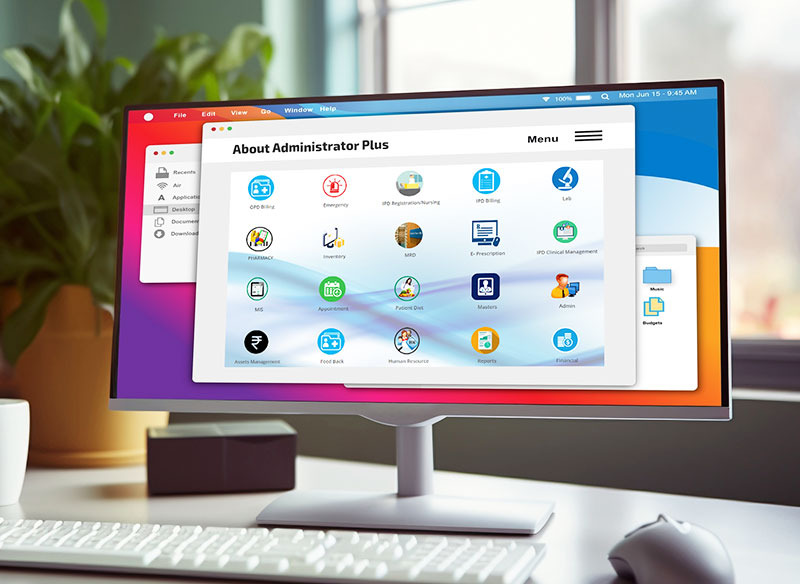 File Edit View Go Window Help 100% Mon Jun 15 - 9:45 AM
About Administrator Plus
Menu
Recents
Air
Desktop
OPD Billing
Emergency
IPD Registration/Nursing
IPD Billing
Lab
PHARMACY
Inventory
MRD
E- Prescription
IPD Clinical Management
MIS
Appointment
Patient Diet
Masters
Admin
Assets Management
Food Back
Human Resource
Reports
Financial
Music
Budgets